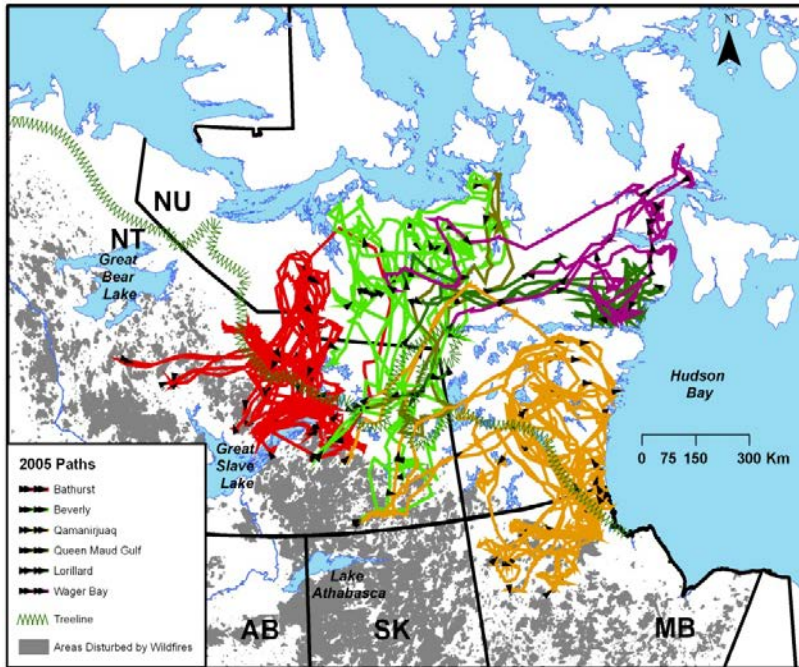 N
NU
NT
Great
Bear
Lake
Hudson
Bay
0 75 150 300 Km
Great
Slave
Lake
2005 Paths
Bathurst
Beverly
Qamanirjuaq
Queen Maud Gulf
Lorillard
Wager Bay
Treeline
Areas Disturbed by Wildfires
Lake
Athabasca
AB
SK
MB